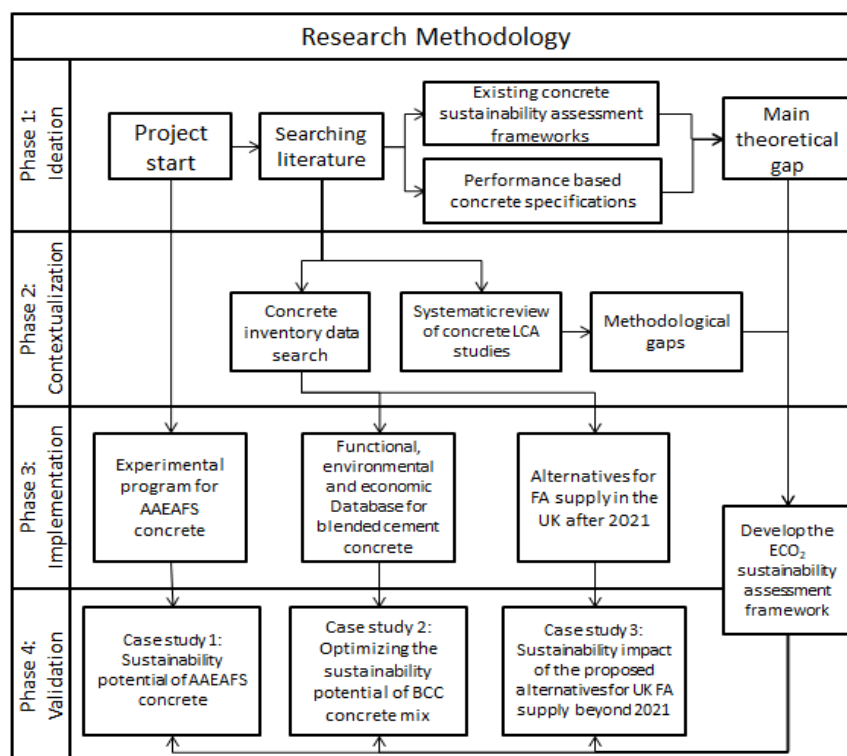 Research Methodology
Phase 1:
Ideation
Project
start
Searching
literature
Existing concrete
sustainability assessment
frameworks
Performance based
concrete specifications
Main
theoretical
gap
Phase 2:
Contextualization
Concrete
inventory data
search
Systematic review
of concrete LCA
studies
Methodological
gaps
Phase 3:
Implementation
Experimental
program for
AAEAFS
concrete
Functional,
environmental
and economic
Database for
blended cement
concrete
Alternatives for
FA supply in the
UK after 2021
Develop the
ECO₂
sustainability
assessment
framework
Phase 4:
Validation
Case study 1:
Sustainability
potential of AAEAFS
concrete
Case study 2:
Optimizing the
sustainability
potential of BCC
concrete mix
Case study 3:
Sustainability impact
of the proposed
alternatives for UK FA
supply beyond 2021